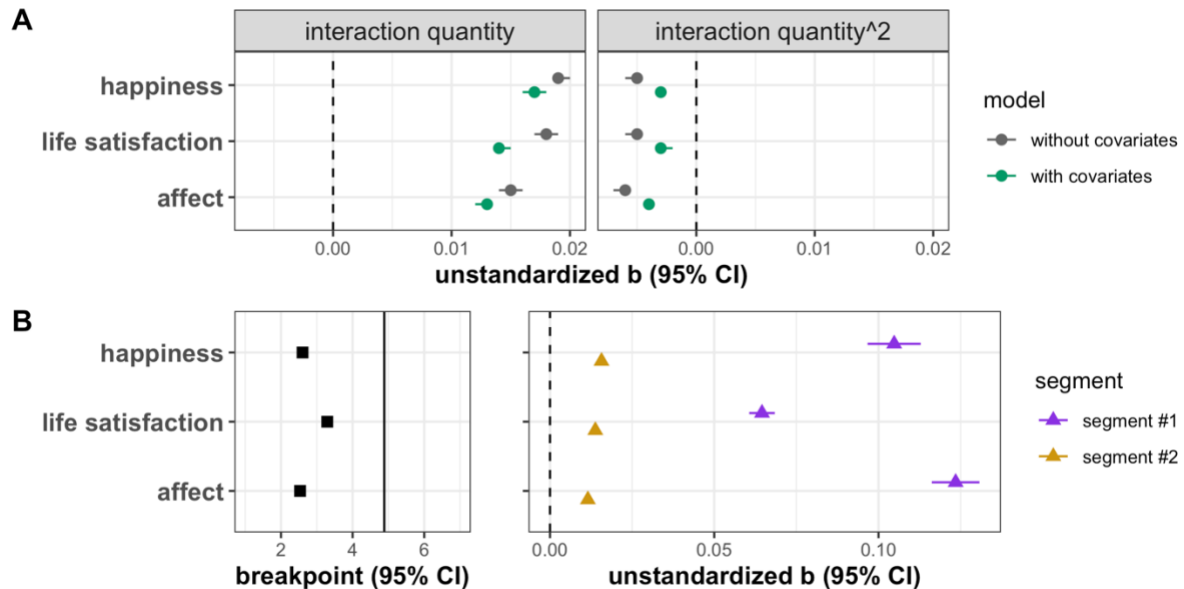 A
interaction quantity
interaction quantity^2
happiness
life satisfaction
affect
0.00 0.01 0.02
0.00 0.01 0.02
unstandardized b (95% CI)
model
without covariates
with covariates
B
happiness
life satisfaction
affect
2 4 6
breakpoint (95% CI)
0.00 0.05 0.10
unstandardized b (95% CI)
segment
segment #1
segment #2